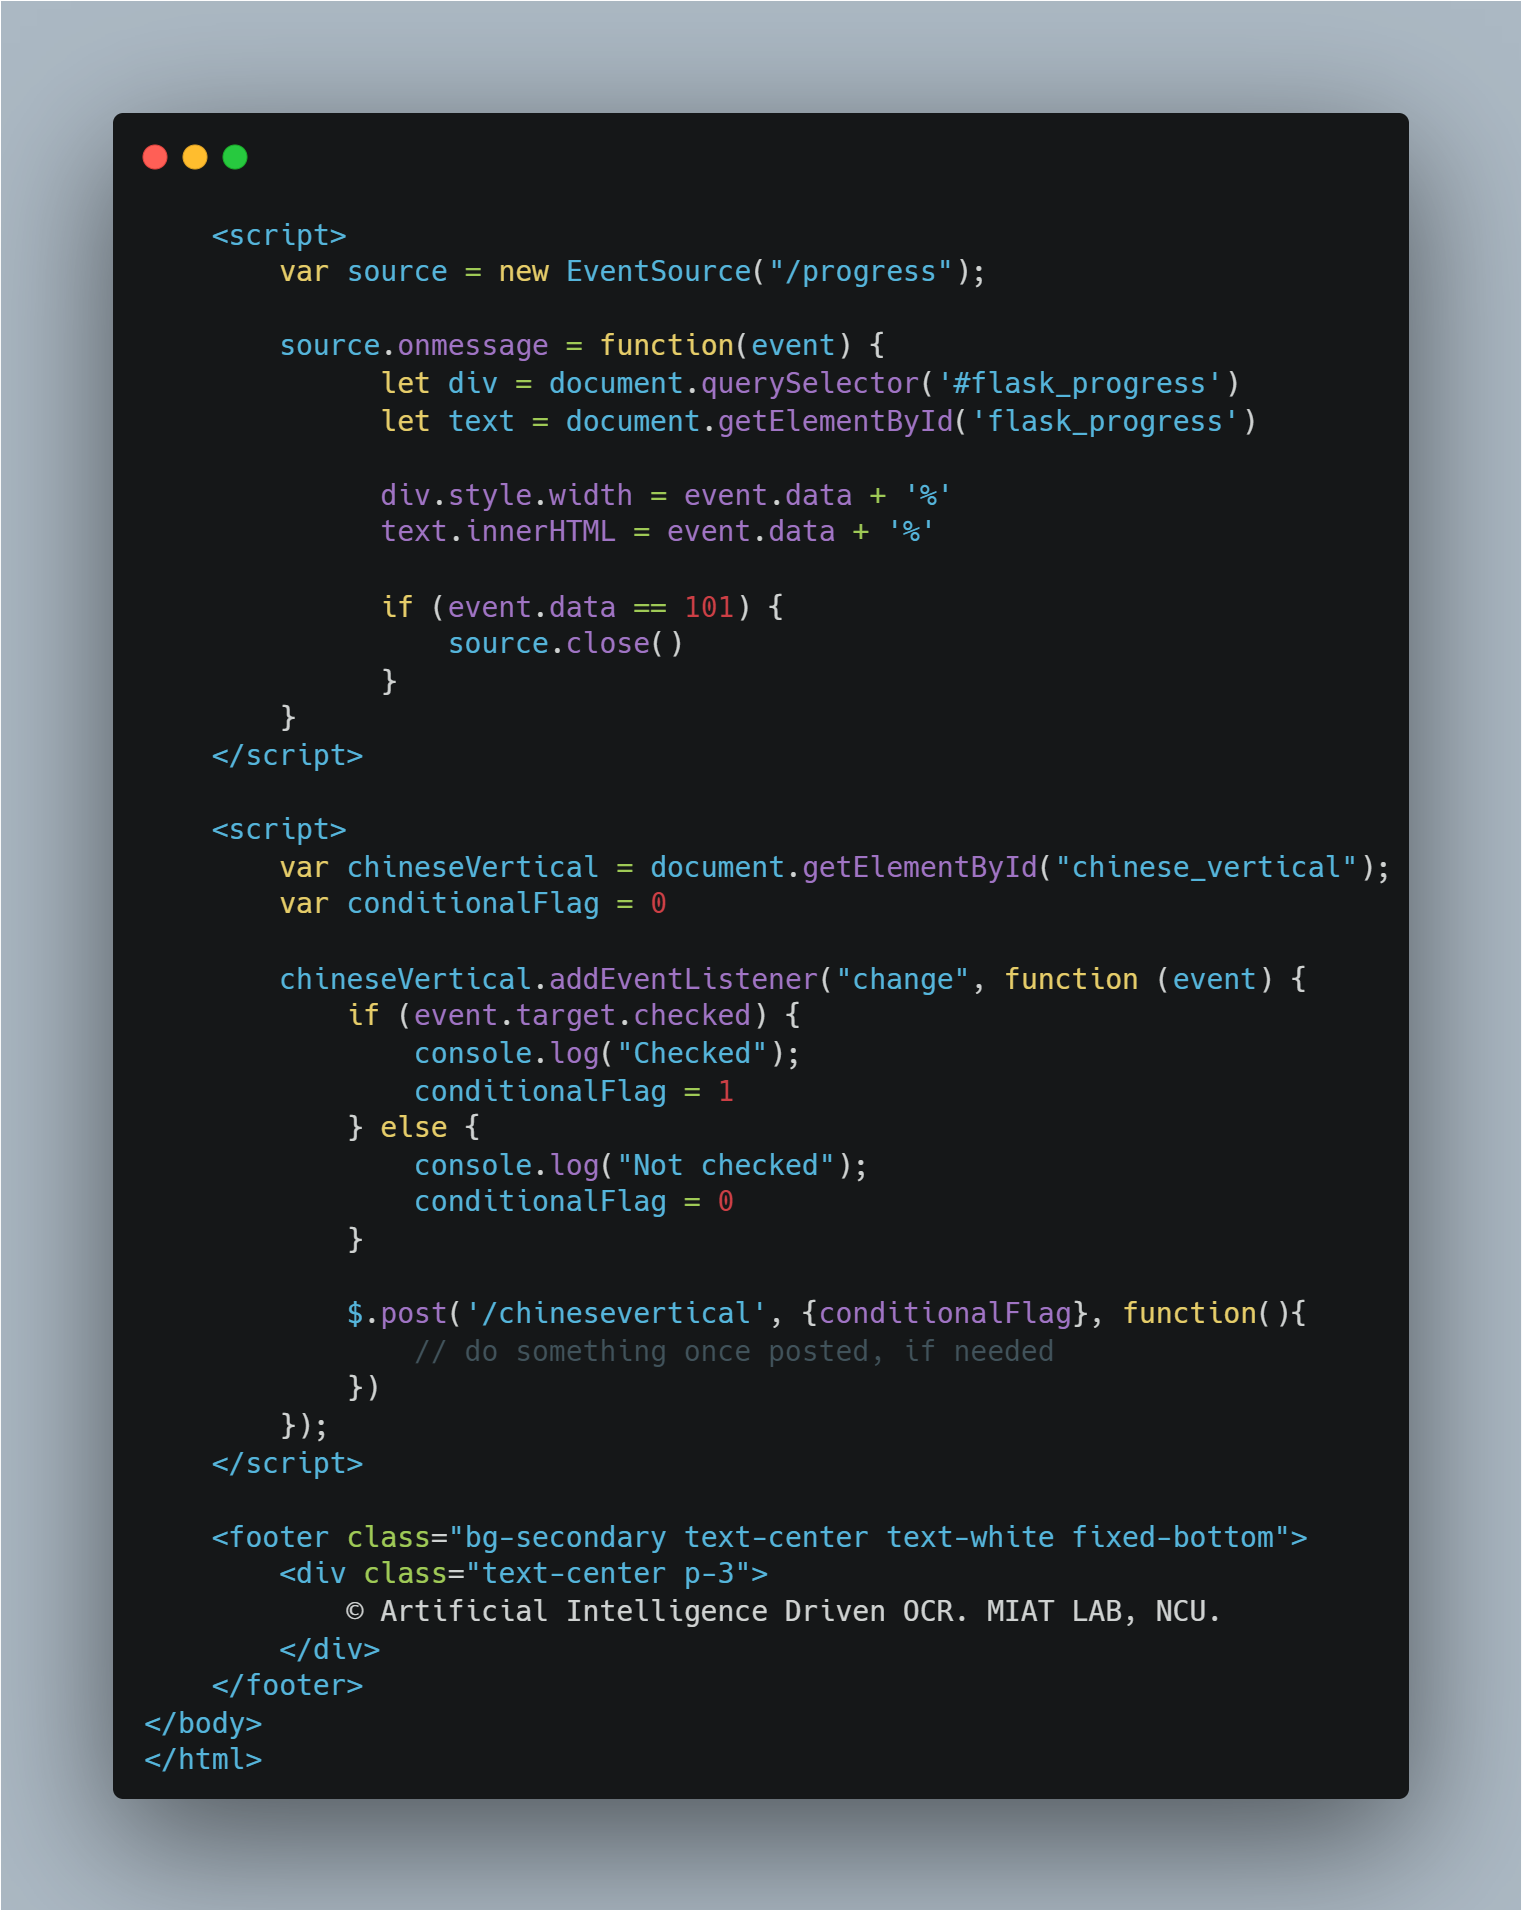 <script>
var source = new EventSource("/progress");
source.onmessage = function(event) {
let div = document.querySelector('#flask_progress')
let text = document.getElementById('flask_progress')
div.style.width = event.data + '%'
text.innerHTML = event.data + '%'
if (event.data == 101) {
source.close()
}
}
</script>
<script>
var chineseVertical = document.getElementById("chinese_vertical");
var conditionalFlag = 0
chineseVertical.addEventListener("change", function (event) {
if (event.target.checked) {
console.log("Checked");
conditionalFlag = 1
} else {
console.log("Not checked");
conditionalFlag = 0
}
$.post('/chinesevertical', {conditionalFlag}, function(){
// do something once posted, if needed
})
});
</script>
<footer class="bg-secondary text-center text-white fixed-bottom">
<div class="text-center p-3">
© Artificial Intelligence Driven OCR. MIAT LAB, NCU.
</div>
</footer>
</body>
</html>